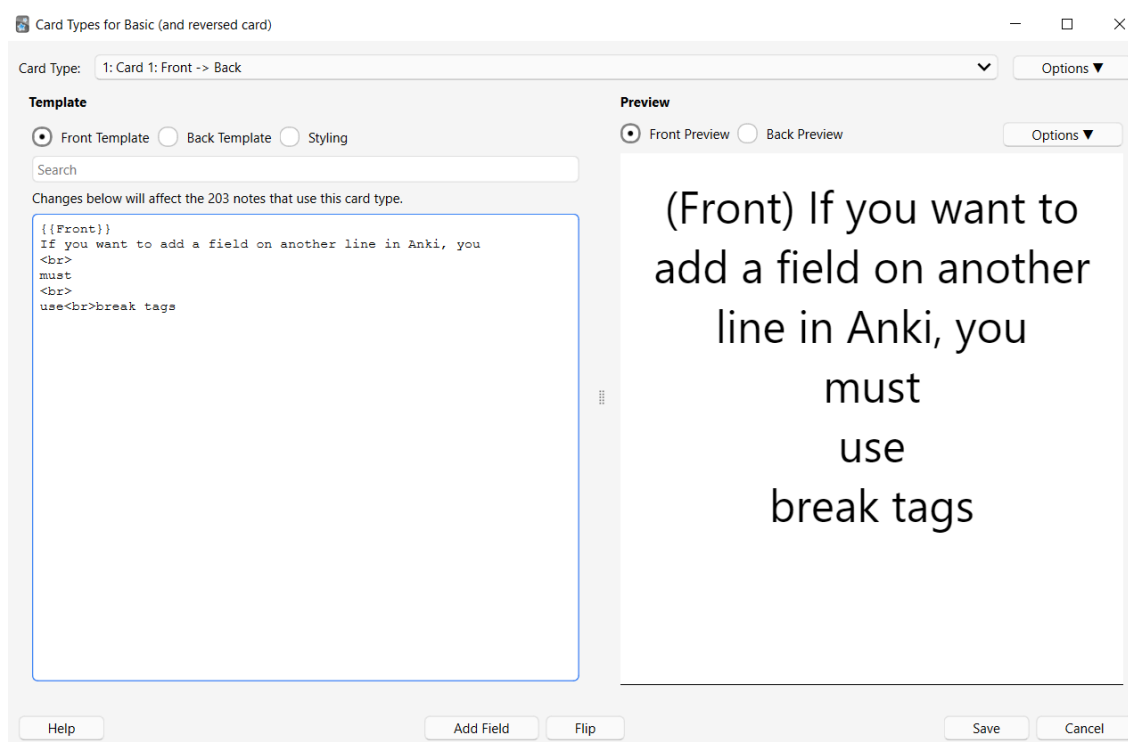 Card Types for Basic (and reversed card)
Card Type: 1: Card 1: Front -> Back Options ▼
Template
Front Template Back Template Styling
Search
Changes below will affect the 203 notes that use this card type.
{{Front}}
If you want to add a field on another line in Anki, you
<br>
must
<br>
use<br>break tags
Preview
Front Preview Back Preview Options ▼
(Front) If you want to
add a field on another
line in Anki, you
must
use
break tags
Help Add Field Flip Save Cancel